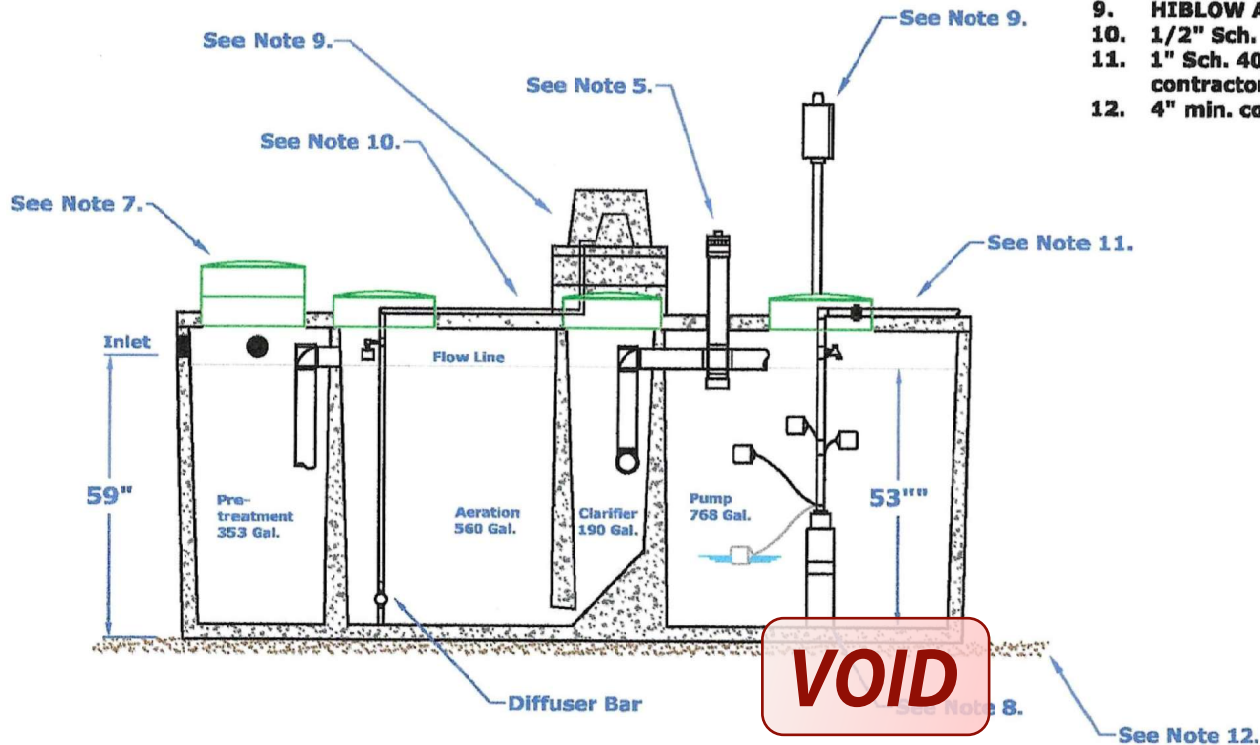 9. HIBLOW A
10. 1/2" Sch.
11. 1" Sch. 40
contractor
12. 4" min. co
See Note 9.
See Note 9.
See Note 5.
See Note 10.
See Note 7.
See Note 11.
Inlet
Flow Line
59"
53""
Pre-
treatment
353 Gal.
Aeration
560 Gal.
Clarifier
190 Gal.
Pump
768 Gal.
VOID
Diffuser Bar
See Note 8.
See Note 12.